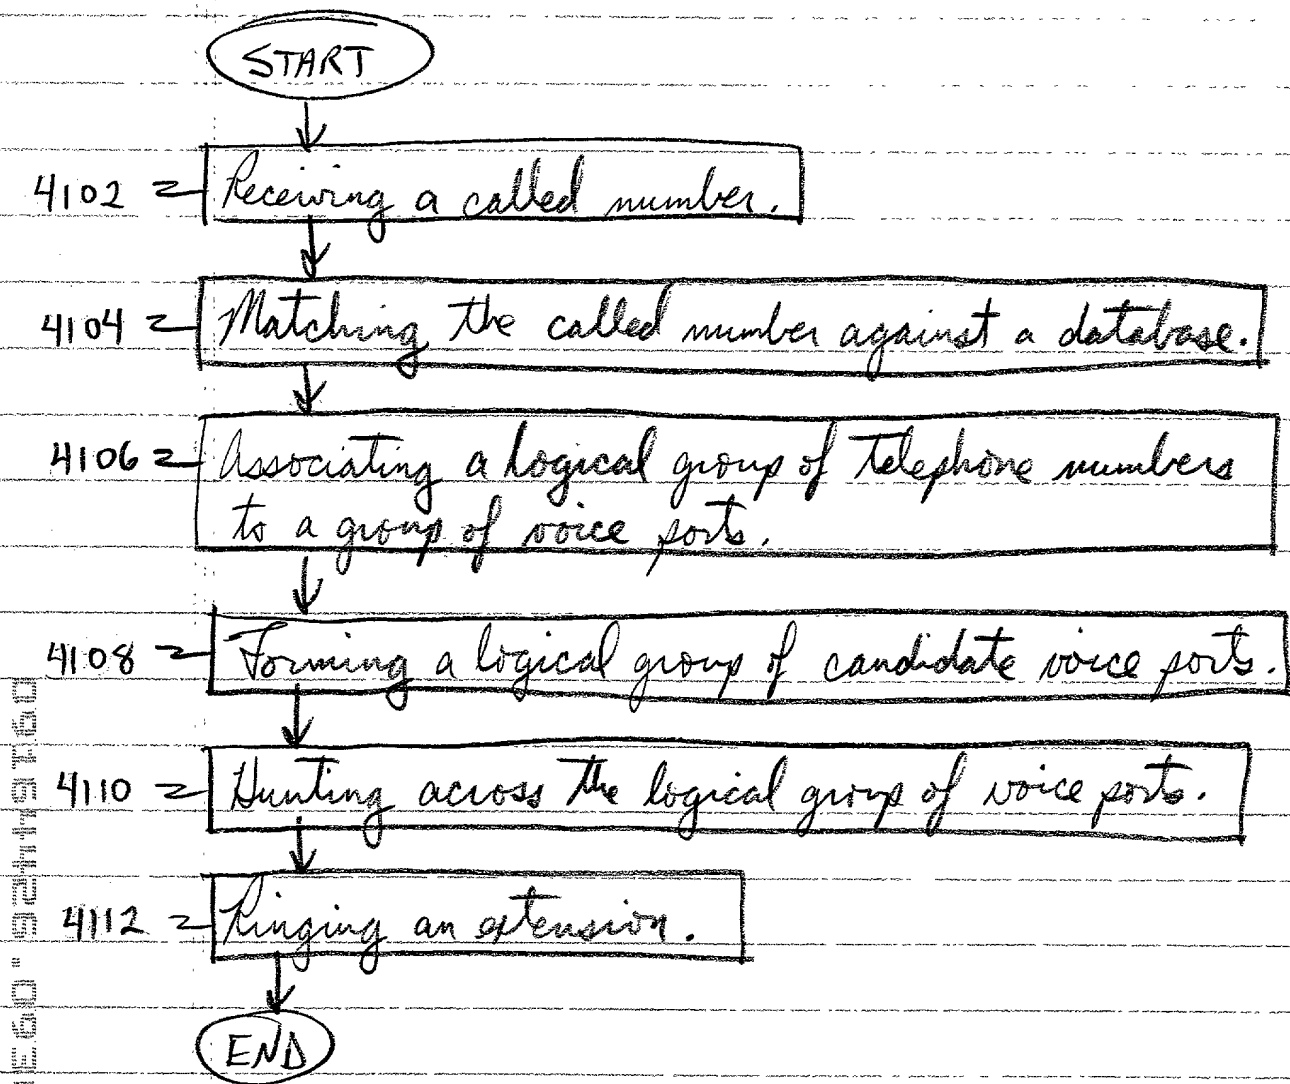 START
4102 Receiving a called number.
4104 Matching the called number against a database.
4106 Associating a logical group of telephone numbers
to a group of voice ports.
4108 Forming a logical group of candidate voice ports.
4110 Hunting across the logical group of voice ports.
4112 Ringing an extension.
END